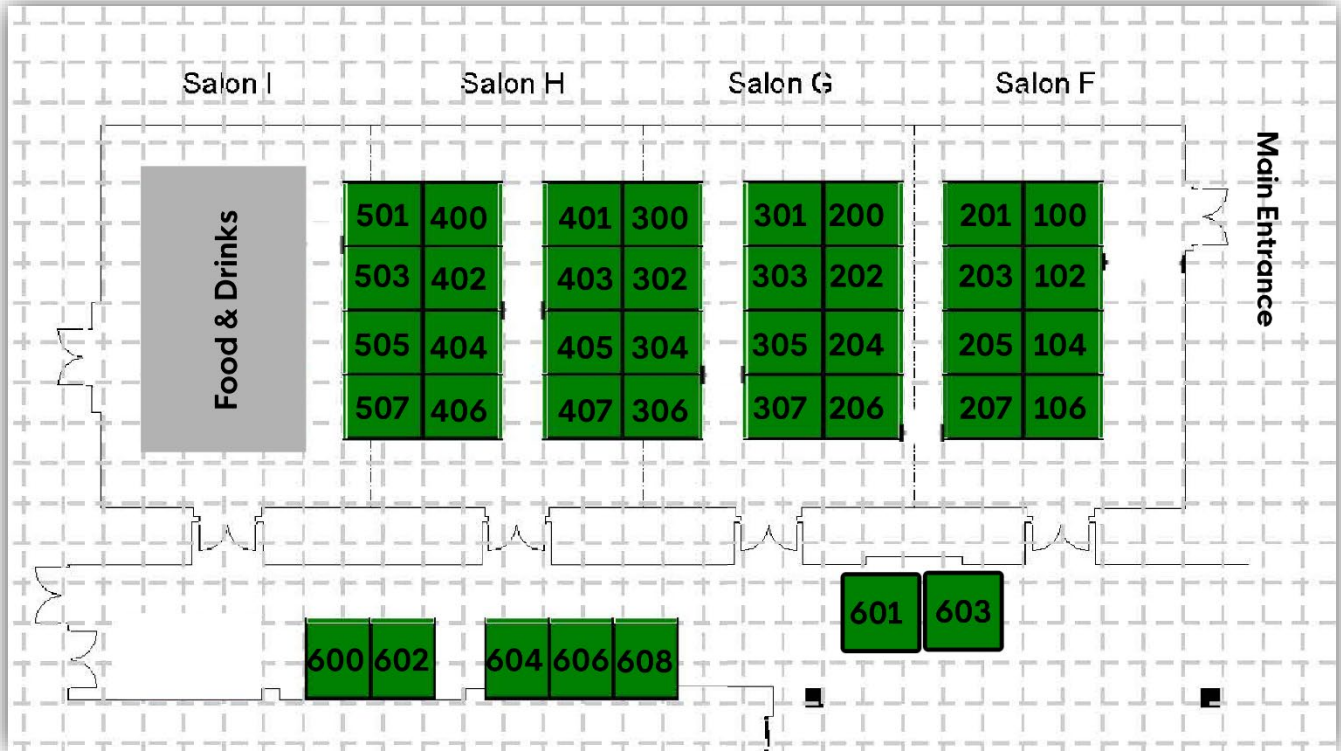 Salon I Salon H Salon G Salon F
Main Entrance
Food & Drinks
501 400 401 300 301 200 201 100
503 402 403 302 303 202 203 102
505 404 405 304 305 204 205 104
507 406 407 306 307 206 207 106
601 603
600 602 604 606 608